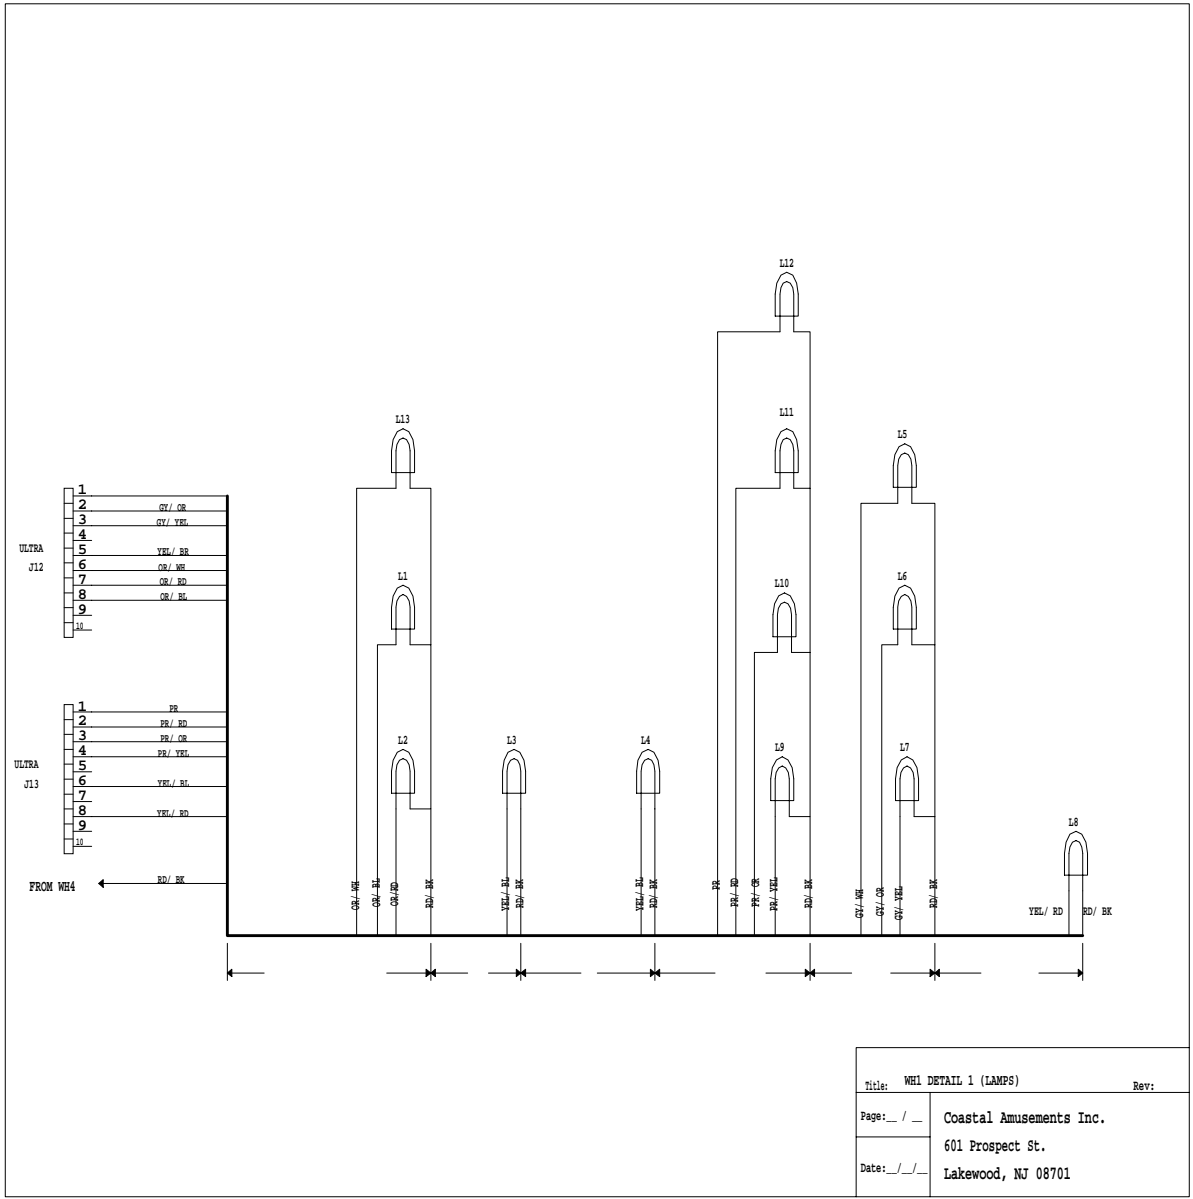 L12
L11
L13
L5
1
2 GY/ OR
3 GY/ YEL
4
ULTRA
5 YEL/ BR
J12
6 OR/ WH
7 OR/ RD
8 OR/ BL
9
10
L1
L10
L6
1 PR
2 PR/ RD
3 PR/ OR
4 PR/ YEL
ULTRA
5
J13
6 YEL/ BL
7
8 YEL/ RD
9
10
L2
L3
L4
L9
L7
L8
FROM WH4
RD/ BK
OR/ WH
OR/ BL
OR/RD
RD/ BK
YEL/ BL
RD/ BK
YEL/ BL
RD/ BK
PR
PR/ RD
PR/ YEL
RD/ BK
GY/ WH
GY/ OR
GY/ YEL
RD/ BK
YEL/ RD
RD/ BK
Title: WH1 DETAIL 1 (LAMPS) Rev:
Page:__ / __
Coastal Amusements Inc.
601 Prospect St.
Date:__/__/__
Lakewood, NJ 08701